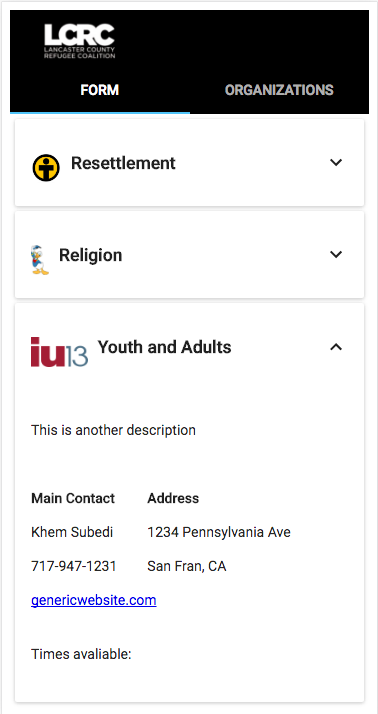 LCRC
LANCASTER COUNTY
REFUGEE COALITION
FORM
ORGANIZATIONS
Resettlement
Religion
iu13
Youth and Adults
This is another description
Main Contact
Address
Khem Subedi
1234 Pennsylvania Ave
717-947-1231
San Fran, CA
genericwebsite.com
Times avaliable: